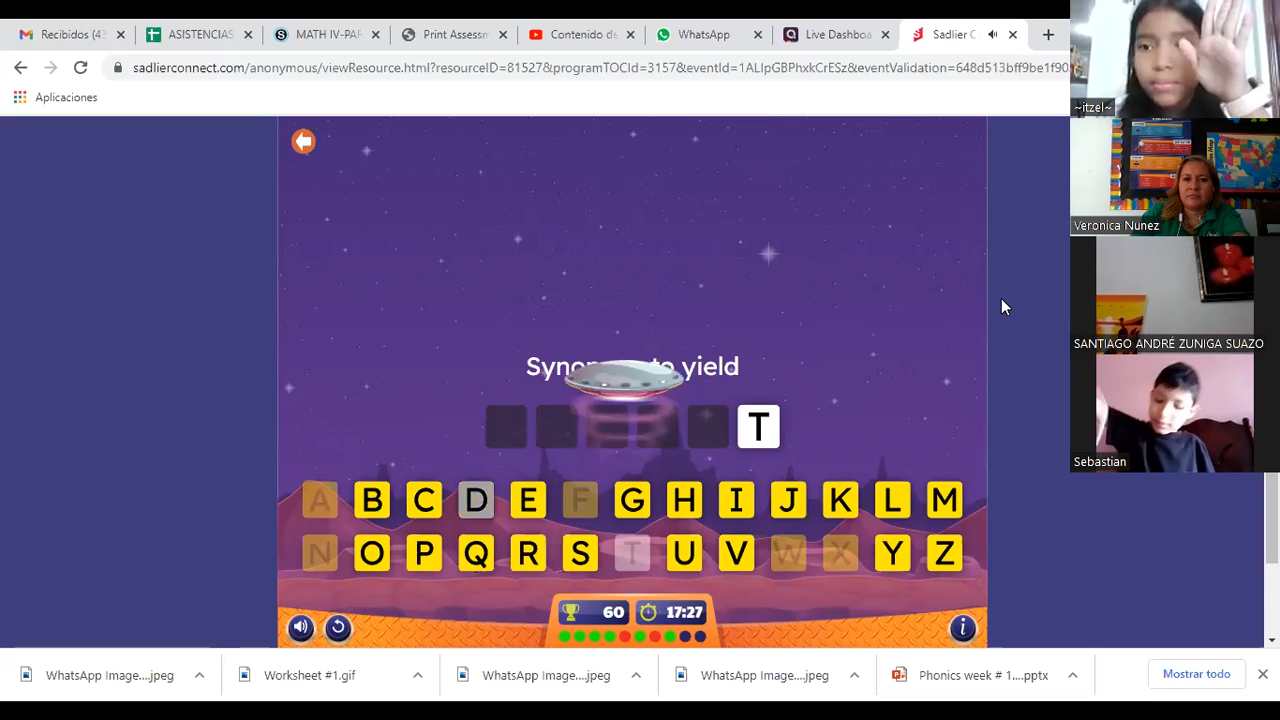 Recibidos (42
ASISTENCIAS
MATH IV-PAR
Print Assessm
Contenido de
WhatsApp
Live Dashboa
Sadlier C
sadlierconnect.com/anonymous/viewResource.html?resourceID=81527&programTOCId=3157&eventId=1ALlpGBPhxkCrESz&eventValidation=648d513bff9be1f90
Aplicaciones
~itzel~
Veronica Nunez
SANTIAGO ANDRÉ ZUNIGA SUAZO
Sebastian
to yield
T
A B C D E F G H I J K L M
N O P Q R S T U V W X Y Z
60 17:27
i
WhatsApp Image....jpeg
Worksheet #1.gif
WhatsApp Image....jpeg
WhatsApp Image....jpeg
Phonics week # 1....pptx
Mostrar todo